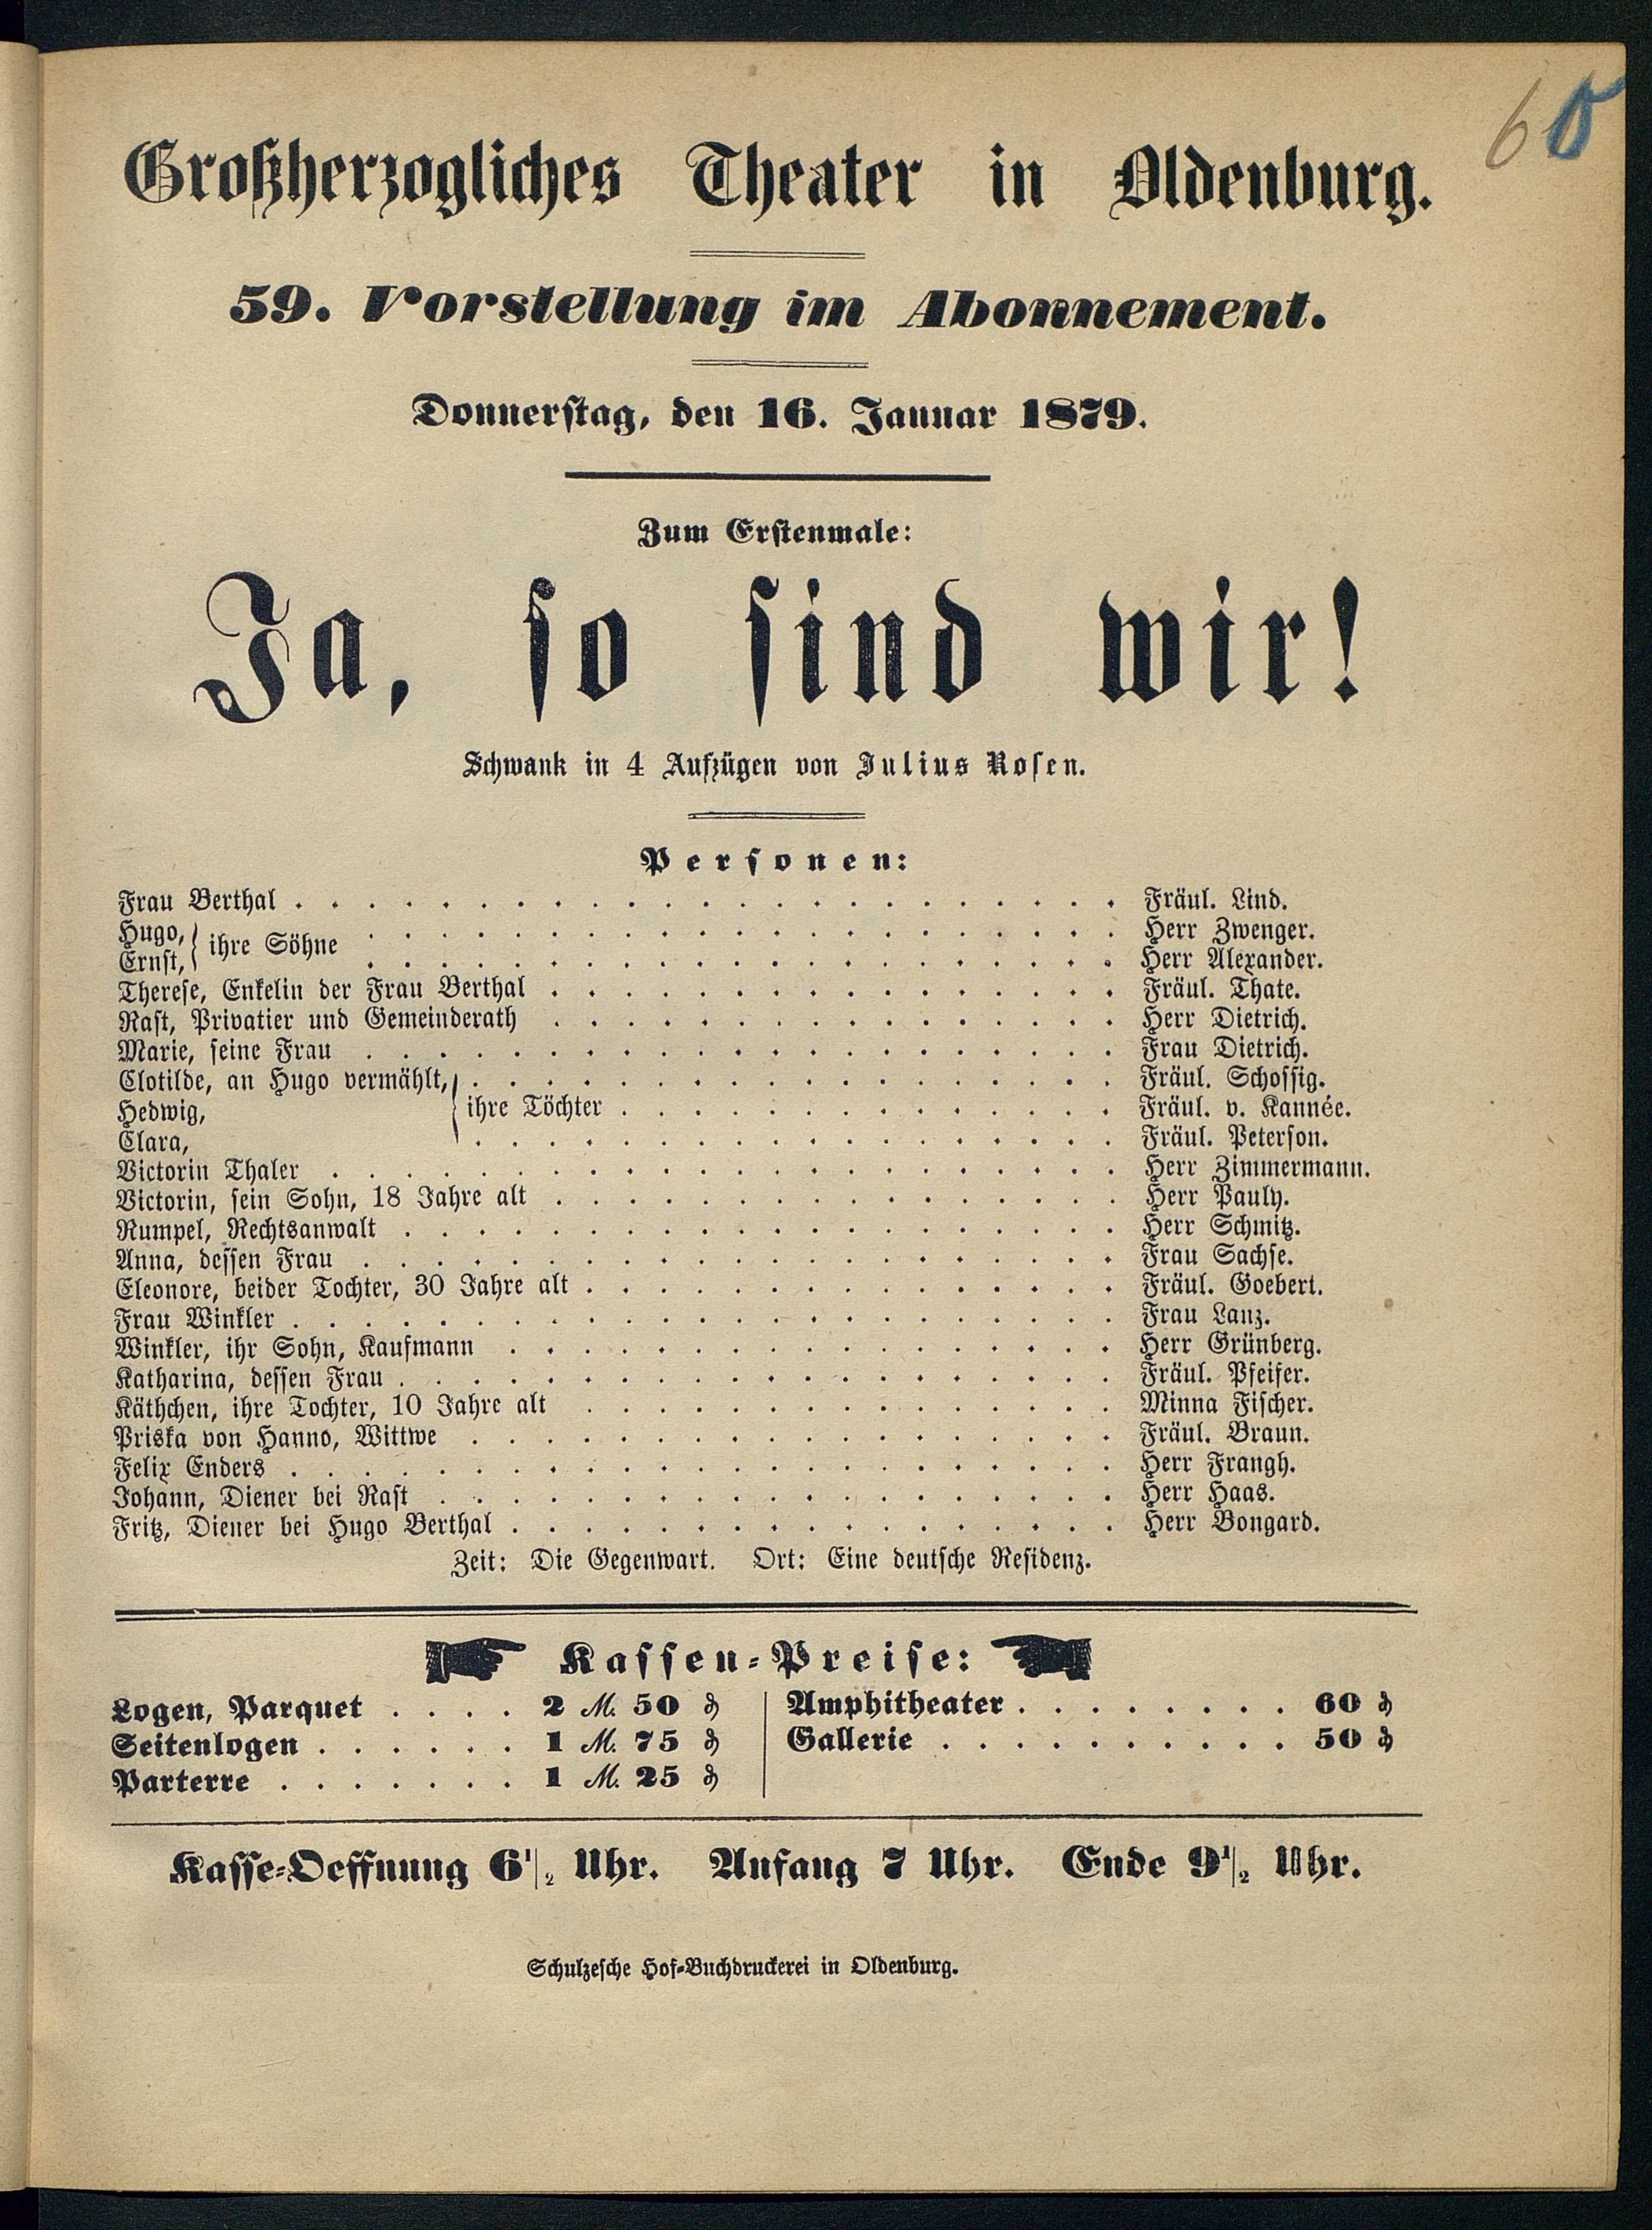 60
Großherzogliches Theater in Oldenburg.
59. Vorstellung im Abonnement.
Donnerstag, den 16. Januar 1879.
Zum Erstenmale:
Ja, so sind wir!
Schwank in 4 Aufzügen von Julius Rosen.
Personen:
Frau Berthal . . . . . Fräul. Lind.
Hugo, } ihre Söhne . . . . . Herr Zwenger.
Ernst, } . . . . . Herr Alexander.
Therese, Enkelin der Frau Berthal . . . . . Fräul. Thate.
Rast, Privatier und Gemeinderath . . . . . Herr Dietrich.
Marie, seine Frau . . . . . Frau Dietrich.
Clotilde, an Hugo vermählt, } . . . . . Fräul. Schossig.
Hedwig, } ihre Töchter . . . . . Fräul. v. Kannée.
Clara, } . . . . . Fräul. Peterson.
Victorin Thaler . . . . . Herr Zimmermann.
Victorin, sein Sohn, 18 Jahre alt . . . . . Herr Pauly.
Rumpel, Rechtsanwalt . . . . . Herr Schmitz.
Anna, dessen Frau . . . . . Frau Sachse.
Eleonore, beider Tochter, 30 Jahre alt . . . . . Fräul. Goebert.
Frau Winkler . . . . . Frau Lanz.
Winkler, ihr Sohn, Kaufmann . . . . . Herr Grünberg.
Katharina, dessen Frau . . . . . Fräul. Pfeifer.
Käthchen, ihre Tochter, 10 Jahre alt . . . . . Minna Fischer.
Priska von Hanno, Wittwe . . . . . Fräul. Braun.
Felix Enders . . . . . Herr Frangh.
Johann, Diener bei Rast . . . . . Herr Haas.
Fritz, Diener bei Hugo Berthal . . . . . Herr Bongard.
Zeit: Die Gegenwart. Ort: Eine deutsche Residenz.
Kassen-Preise:
Logen, Parquet . . . . 2 M. 50 ₰
Seitenlogen . . . . . . 1 M. 75 ₰
Parterre . . . . . . . 1 M. 25 ₰
Amphitheater . . . . . . . 60 ₰
Gallerie . . . . . . . . . 50 ₰
Kasse-Oeffnung 6½ Uhr. Anfang 7 Uhr. Ende 9½ Uhr.
Schulzesche Hof-Buchdruckerei in Oldenburg.